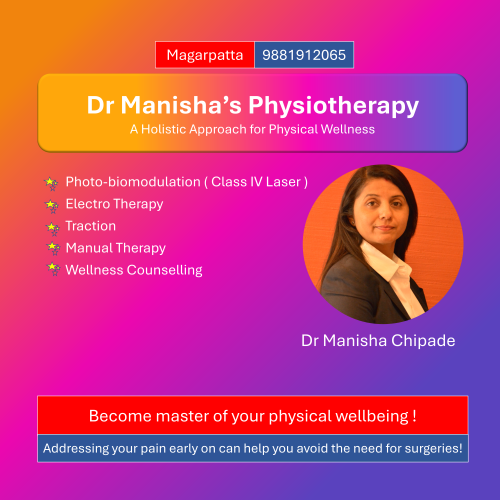 Magarpatta 9881912065
Dr Manisha’s Physiotherapy
A Holistic Approach for Physical Wellness
Photo-biomodulation ( Class IV Laser )
Electro Therapy
Traction
Manual Therapy
Wellness Counselling
Dr Manisha Chipade
Become master of your physical wellbeing !
Addressing your pain early on can help you avoid the need for surgeries!